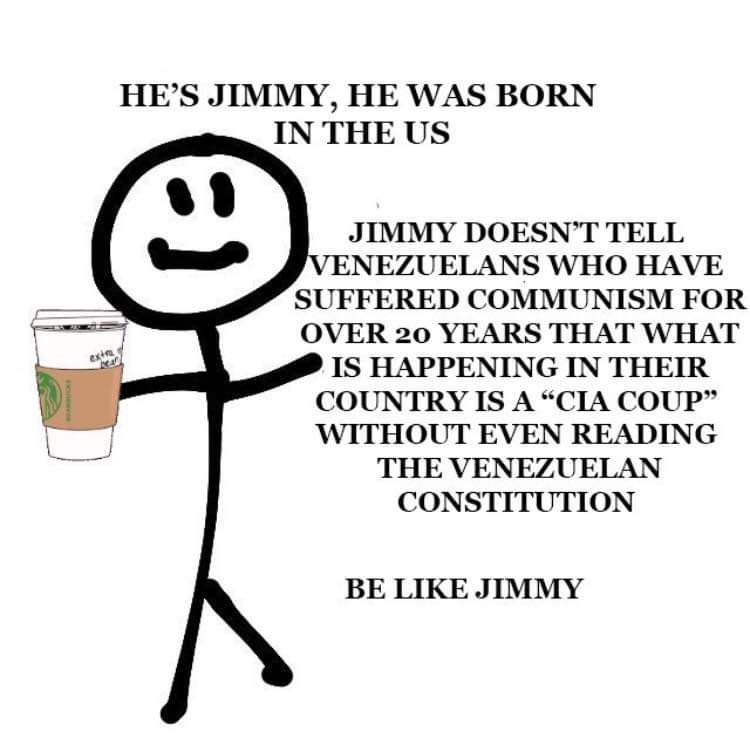 HE'S JIMMY, HE WAS BORN
IN THE US
JIMMY DOESN'T TELL
VENEZUELANS WHO HAVE
SUFFERED COMMUNISM FOR
OVER 20 YEARS THAT WHAT
IS HAPPENING IN THEIR
COUNTRY IS A “CIA COUP”
WITHOUT EVEN READING
THE VENEZUELAN
CONSTITUTION
BE LIKE JIMMY
extra
STARBUCKS